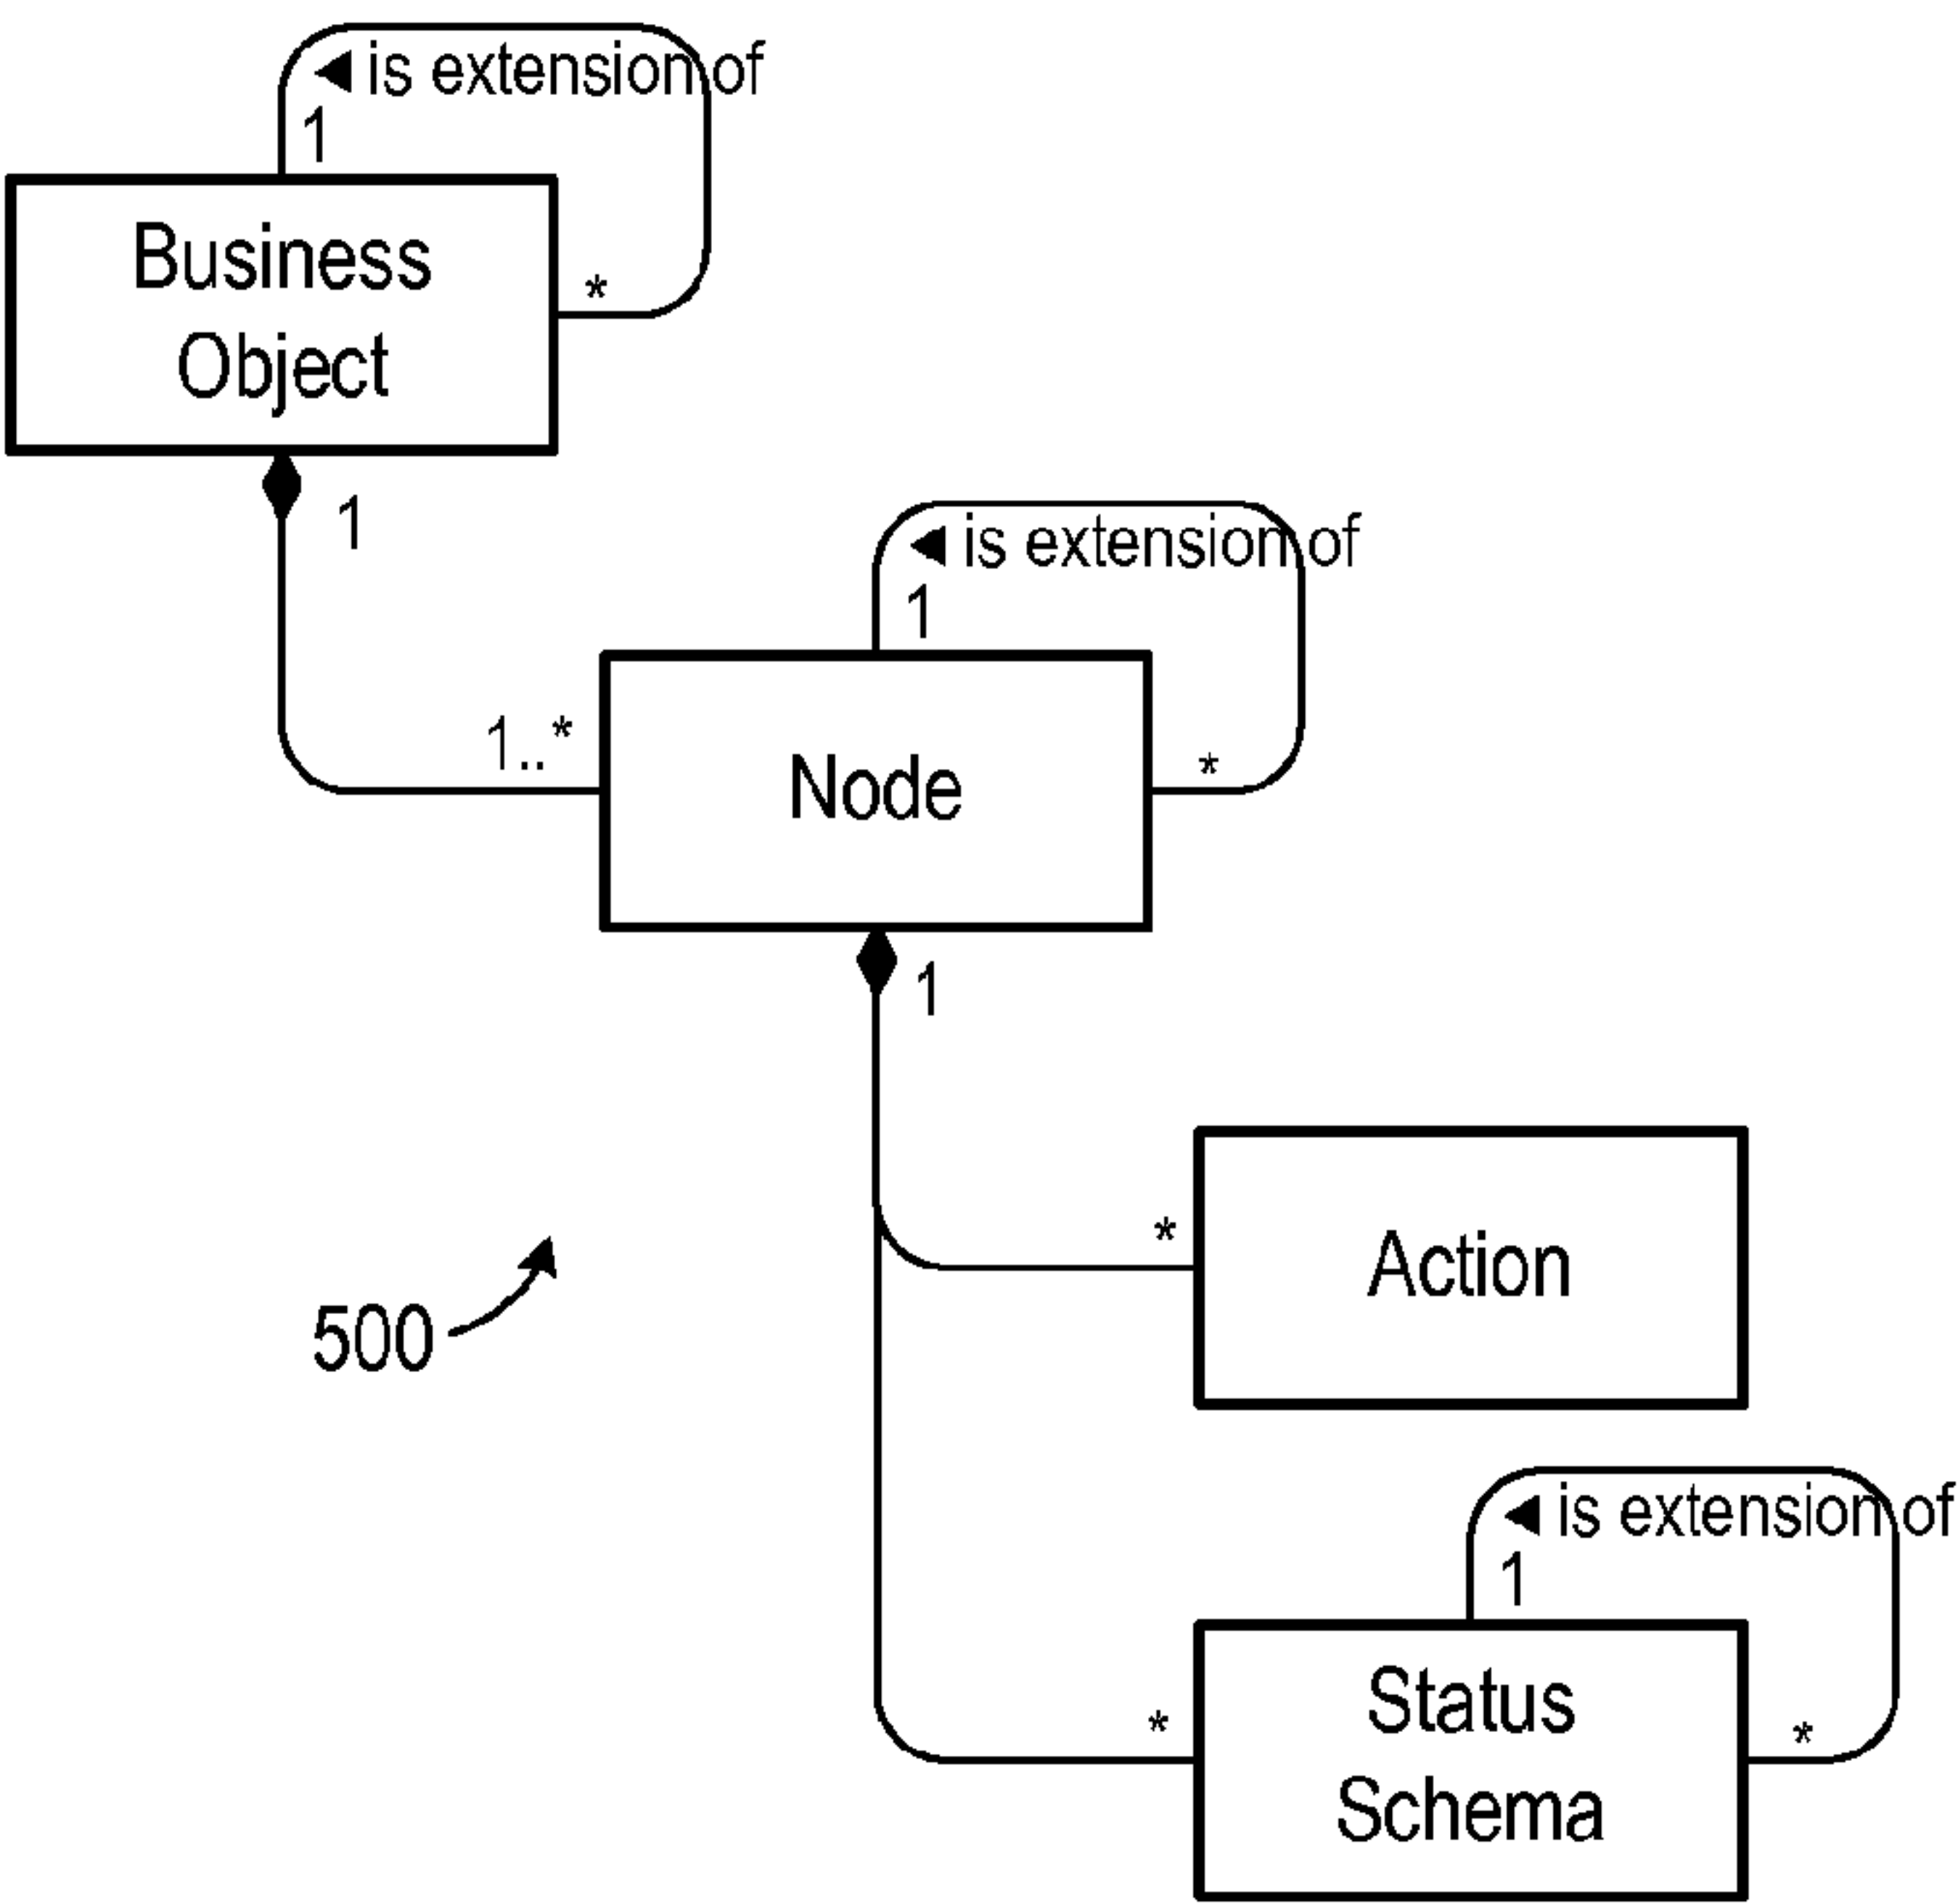 ◄ is extension of
1
Business
Object
*
1
◄ is extension of
1
1..*
Node
*
1
*
Action
500
◄ is extension of
1
Status
Schema
*
*